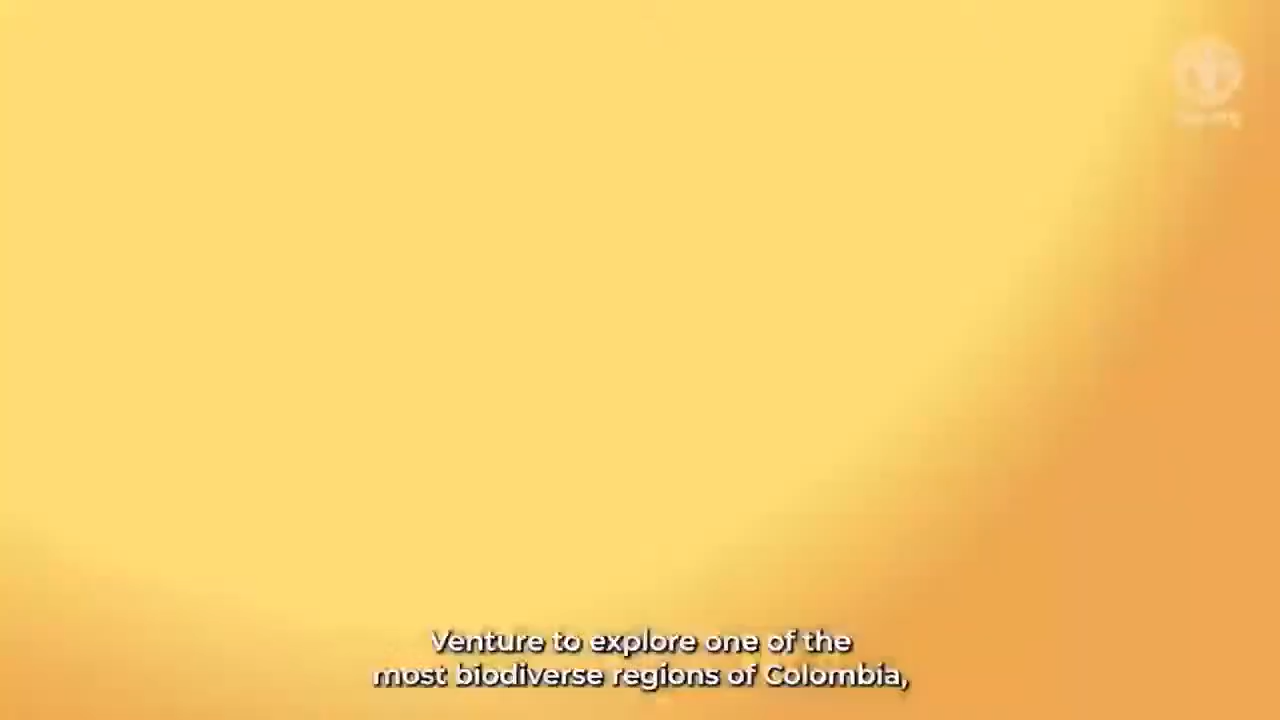 Venture to explore one of the
most biodiverse regions of Colombia,